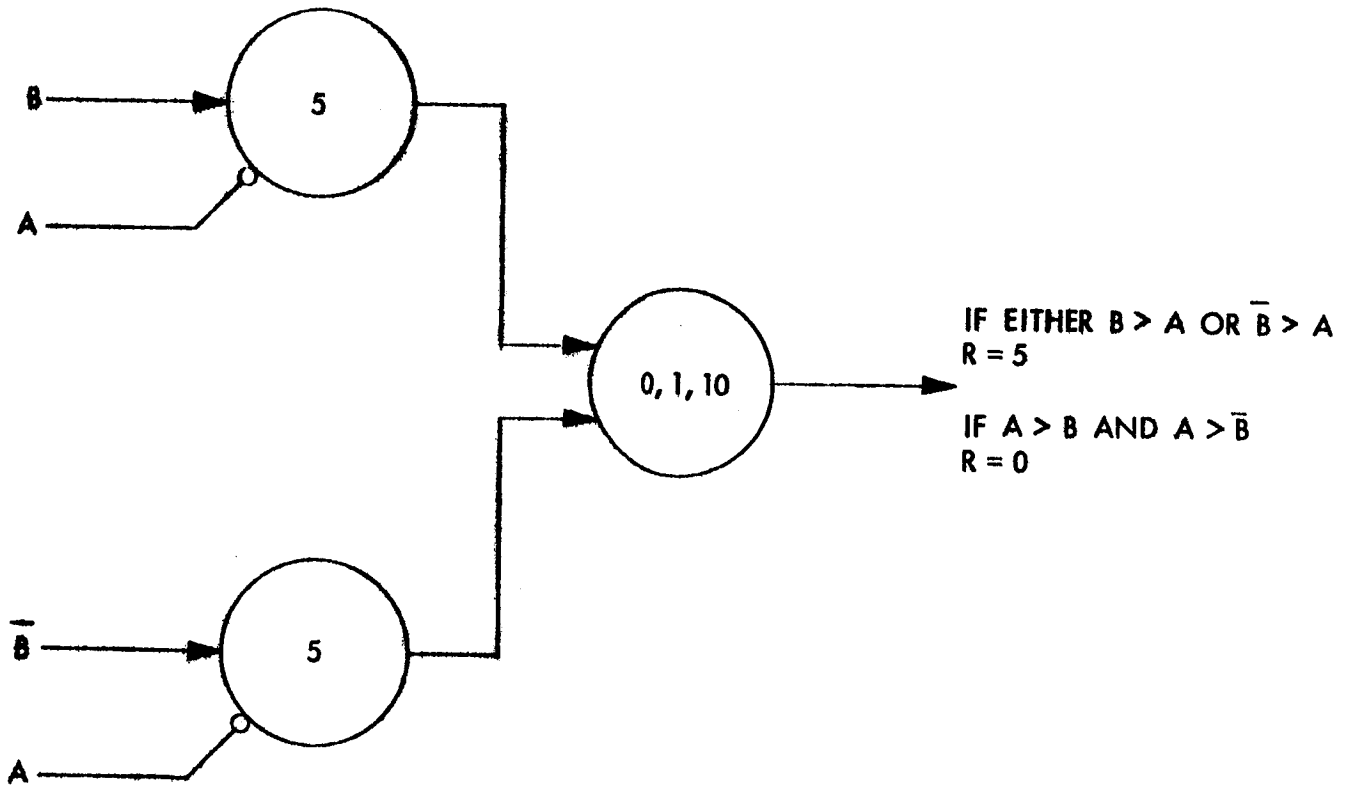 B
5
A
0, 1, 10
IF EITHER B > A OR B̅ > A
R = 5
IF A > B AND A > B̅
R = 0
B̅
5
A